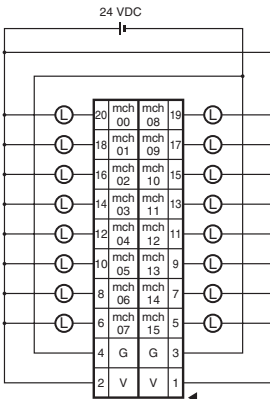 24 VDC
L 20 mch 00 mch 08 19 L
L 18 mch 01 mch 09 17 L
L 16 mch 02 mch 10 15 L
L 14 mch 03 mch 11 13 L
L 12 mch 04 mch 12 11 L
L 10 mch 05 mch 13 9 L
L 8 mch 06 mch 14 7 L
L 6 mch 07 mch 15 5 L
4 G G 3
2 V V 1